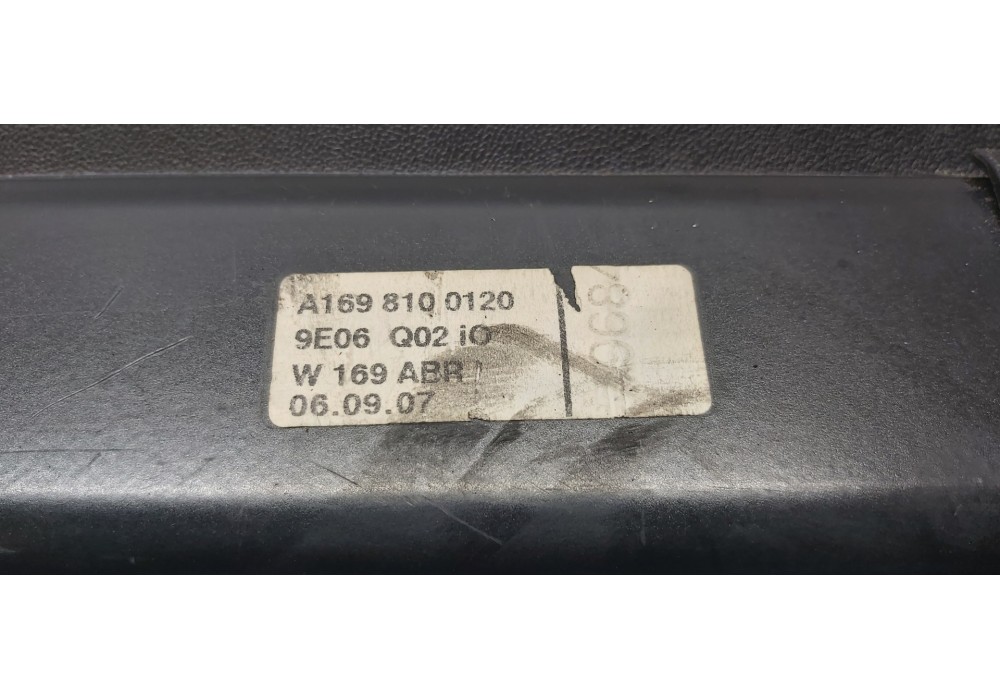 A169 810 0120
9E06 Q02 iO
W 169 ABR
06.09.07